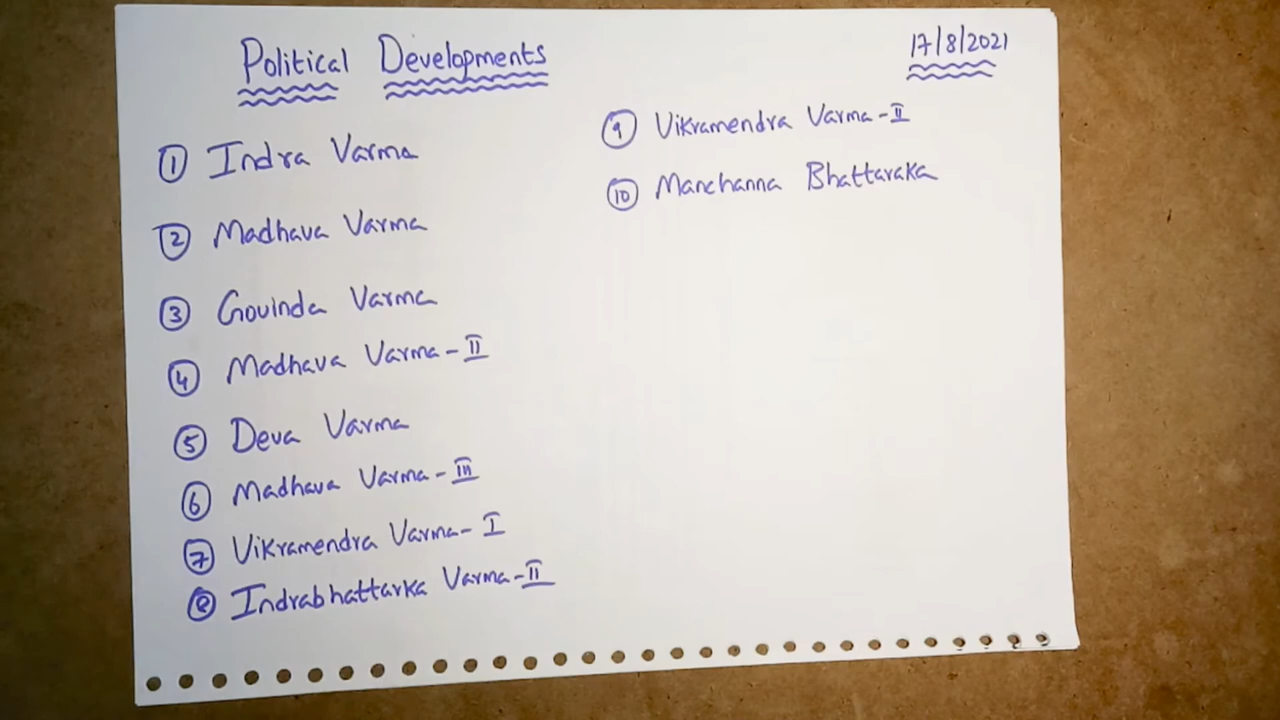 Political Developments
17/8/2021
1 Indra Varma
2 Madhava Varma
3 Govinda Varma
4 Madhava Varma-II
5 Deva Varma
6 Madhava Varma-III
7 Vikramendra Varma-I
8 Indrabhattarka Varma-II
9 Vikramendra Varma-II
10 Manchanna Bhattaraka